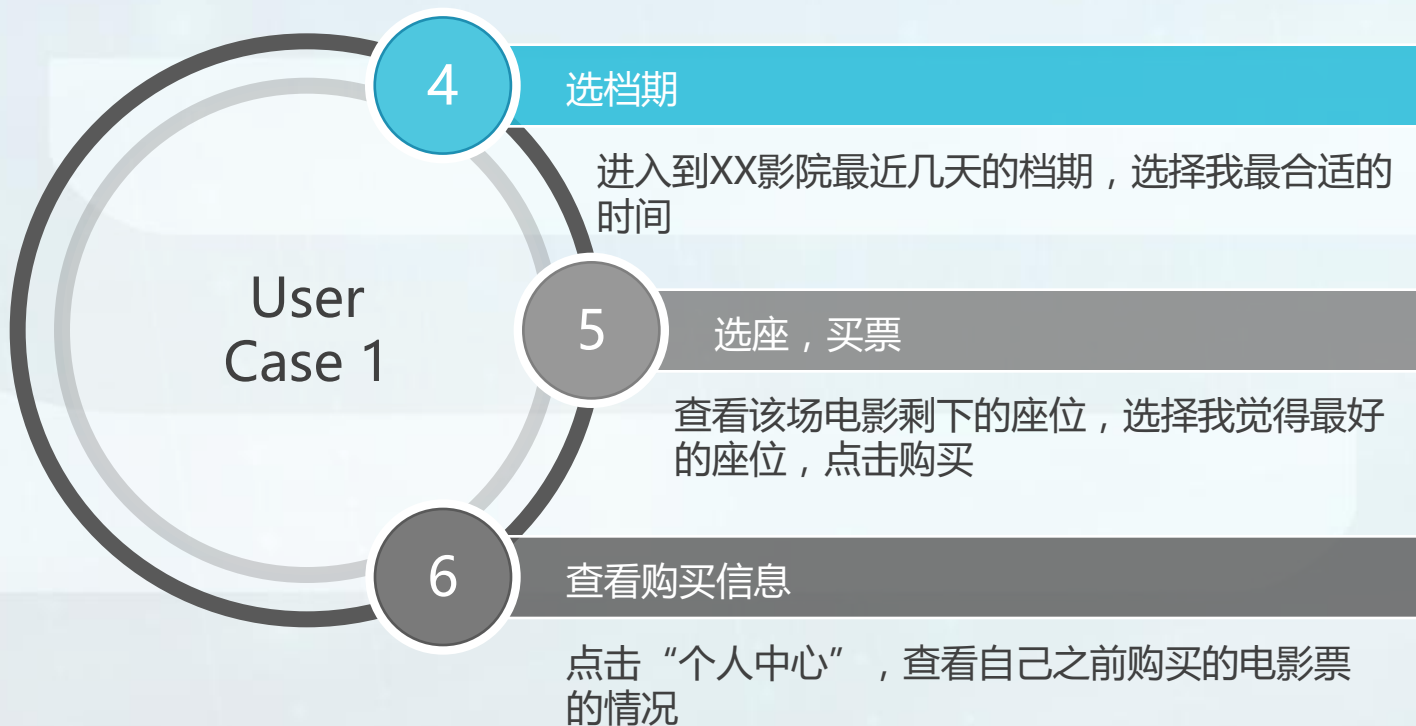 User
Case 1
4
选档期
进入到XX影院最近几天的档期，选择我最合适的
时间
5
选座，买票
查看该场电影剩下的座位，选择我觉得最好
的座位，点击购买
6
查看购买信息
点击“个人中心”，查看自己之前购买的电影票
的情况